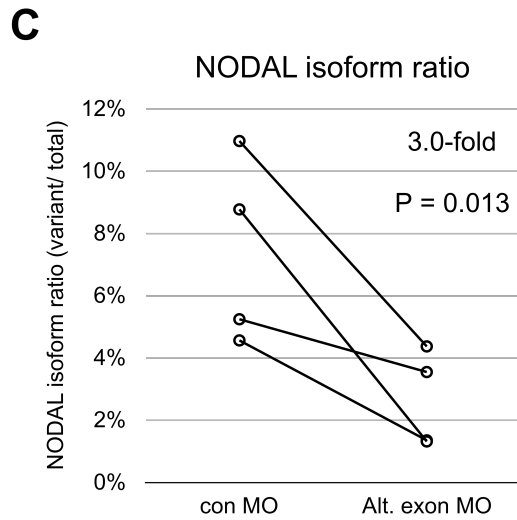 C
NODAL isoform ratio
NODAL isoform ratio (variant/ total)
12%
10%
8%
6%
4%
2%
0%
3.0-fold
P = 0.013
con MO
Alt. exon MO